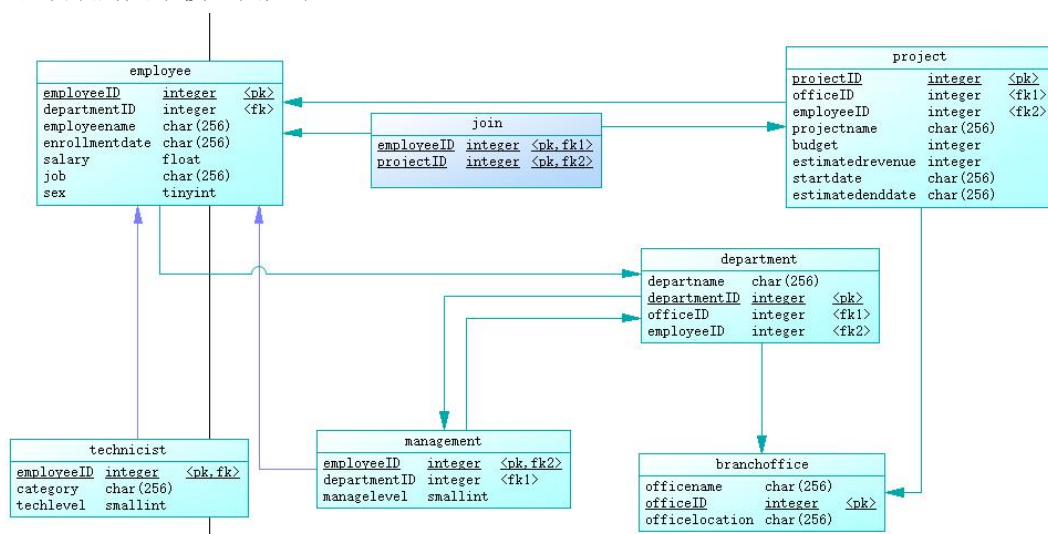 employee
employeeID integer <pk>
departmentID integer <fk>
employeename char(256)
enrollmentdate char(256)
salary float
job char(256)
sex tinyint
join
employeeID integer <pk,fk1>
projectID integer <pk,fk2>
project
projectID integer <pk>
officeID integer <fk1>
employeeID integer <fk2>
projectname char(256)
budget integer
estimatedrevenue integer
startdate char(256)
estimatedenddate char(256)
department
departname char(256)
departmentID integer <pk>
officeID integer <fk1>
employeeID integer <fk2>
technicist
employeeID integer <pk,fk>
category char(256)
techlevel smallint
management
employeeID integer <pk,fk2>
departmentID integer <fk1>
managelevel smallint
branchoffice
officename char(256)
officeID integer <pk>
officelocation char(256)